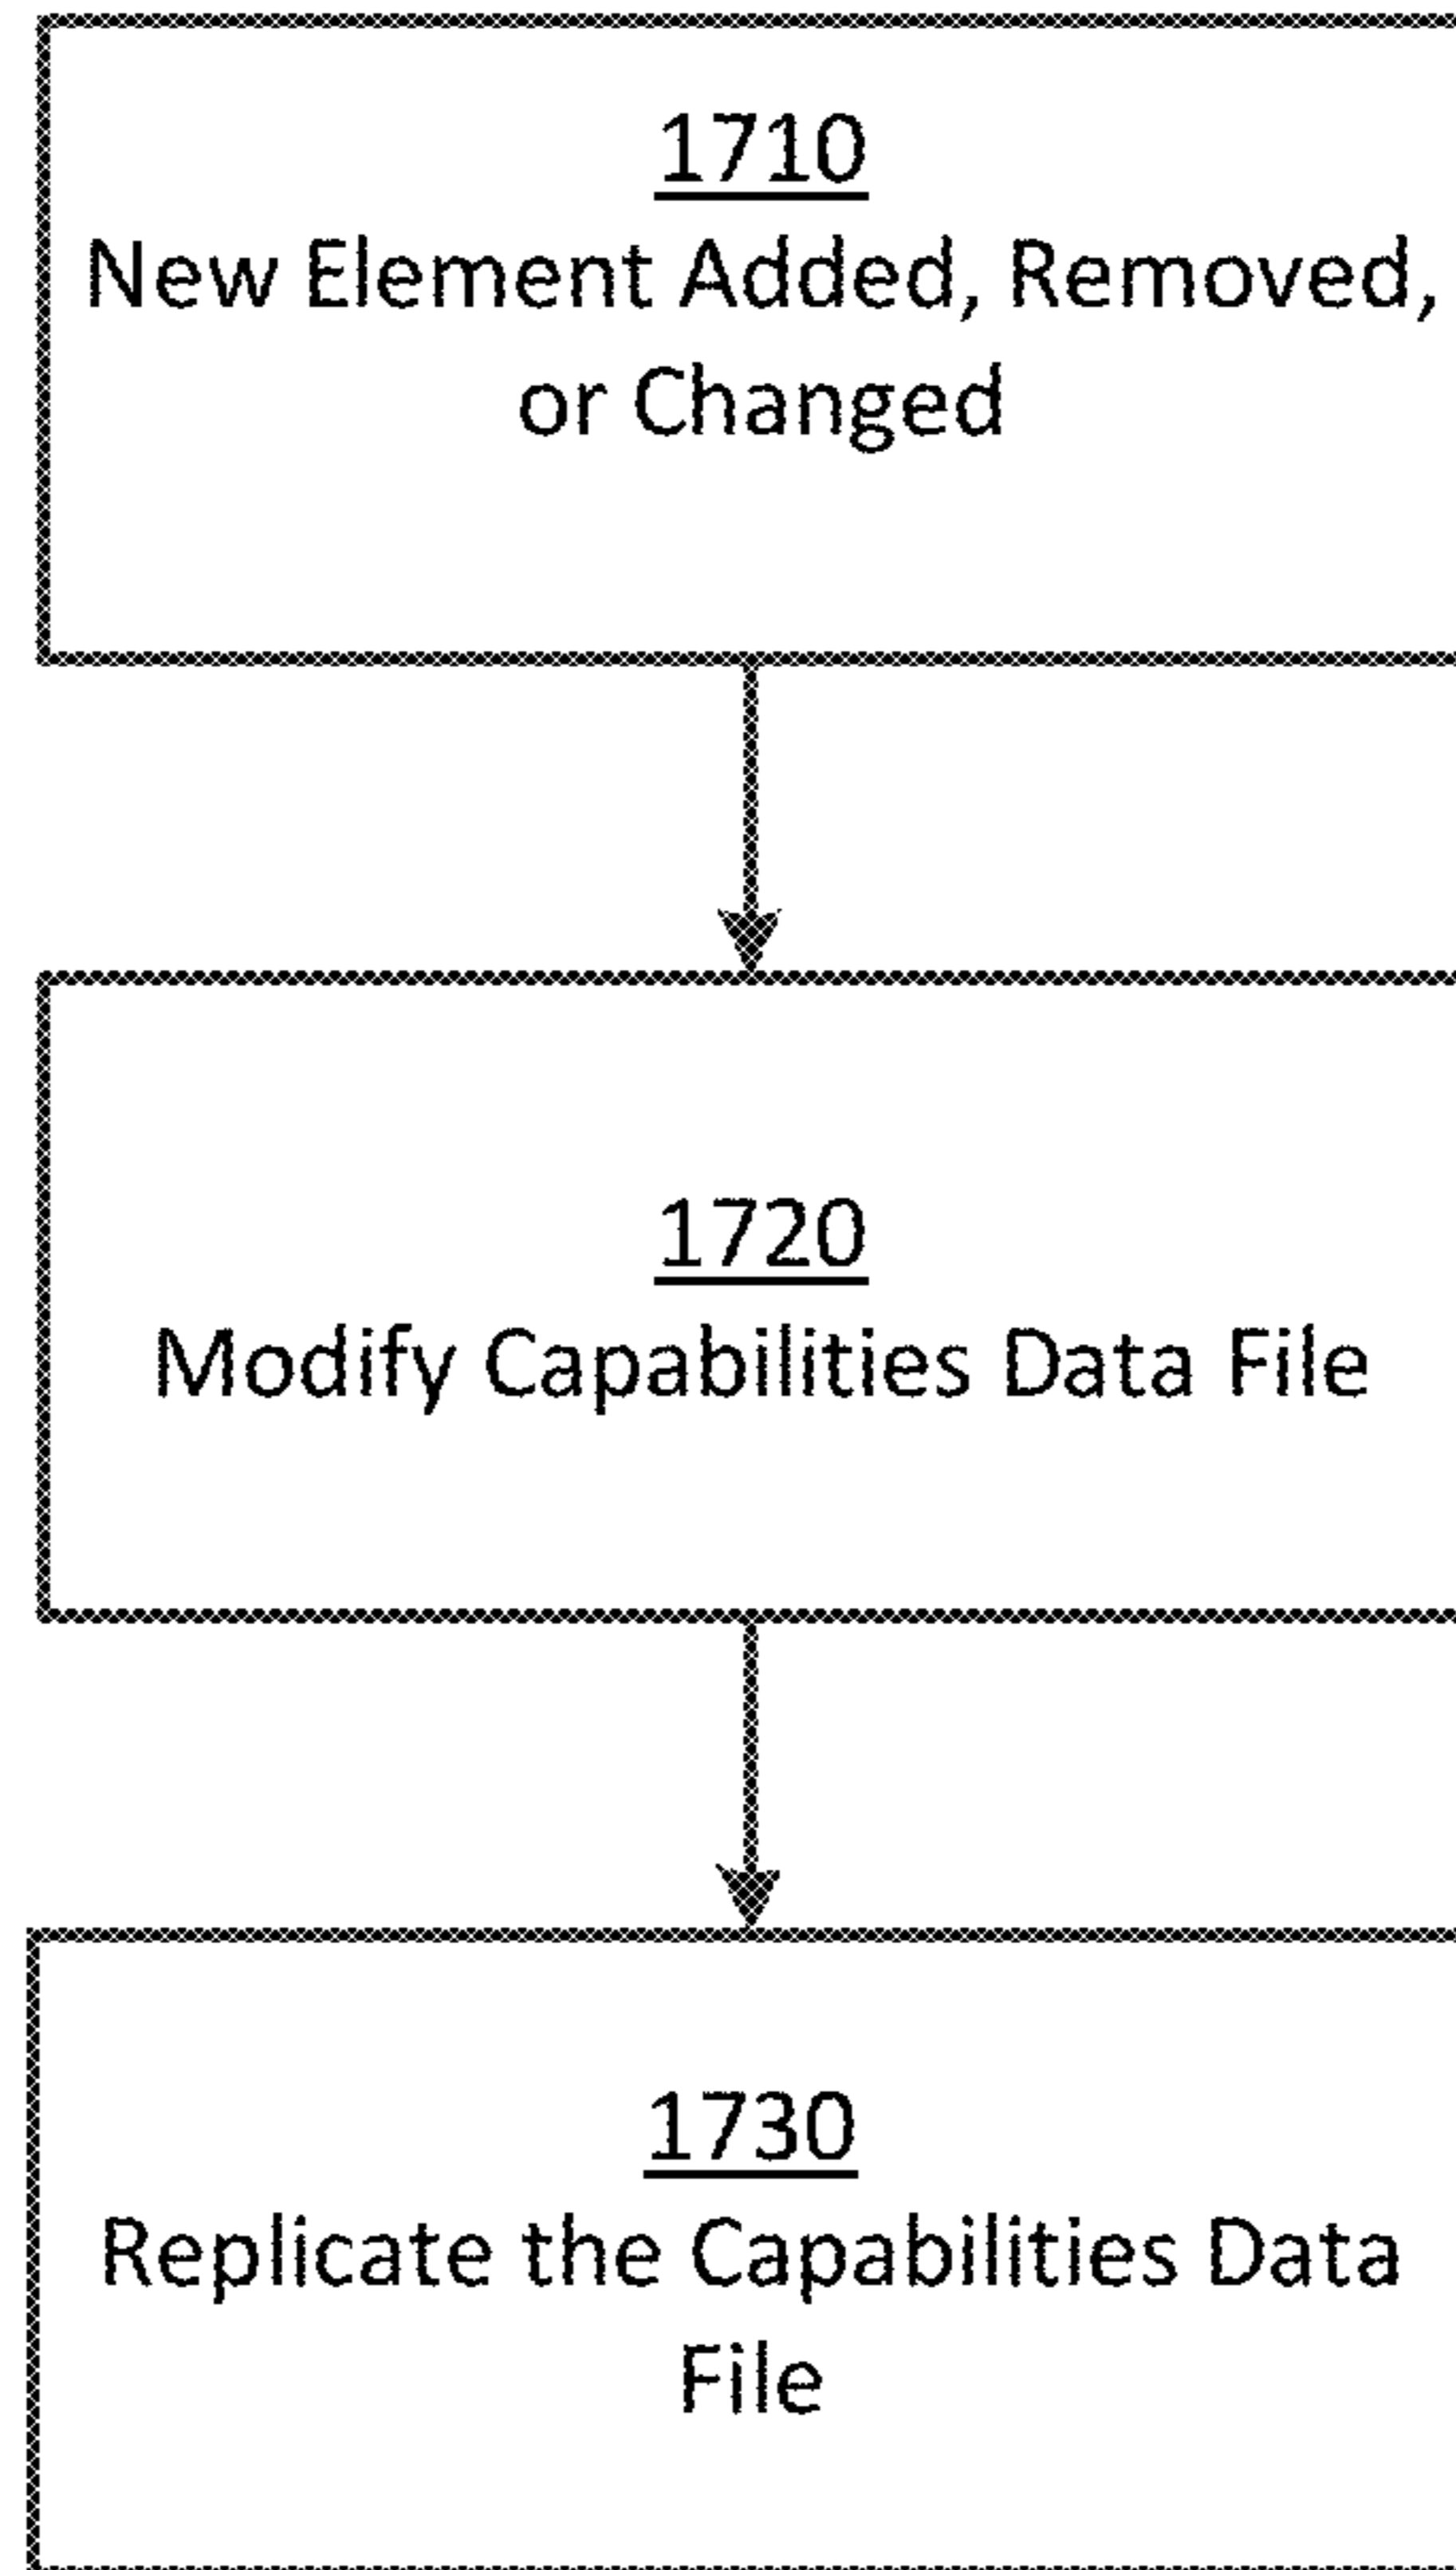 1710
New Element Added, Removed,
or Changed
1720
Modify Capabilities Data File
1730
Replicate the Capabilities Data
File